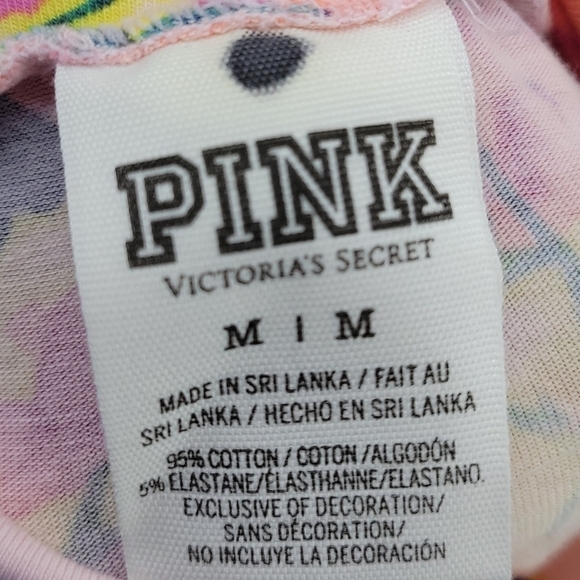 PINK
VICTORIA'S SECRET
M | M
MADE IN SRI LANKA / FAIT AU
SRI LANKA / HECHO EN SRI LANKA
95% COTTON / COTON /ALGODÓN
5% ELASTANE/ÉLASTHANNE/ELASTANO.
EXCLUSIVE OF DECORATION/
SANS DÉCORATION/
NO INCLUYE LA DECORACIÓN